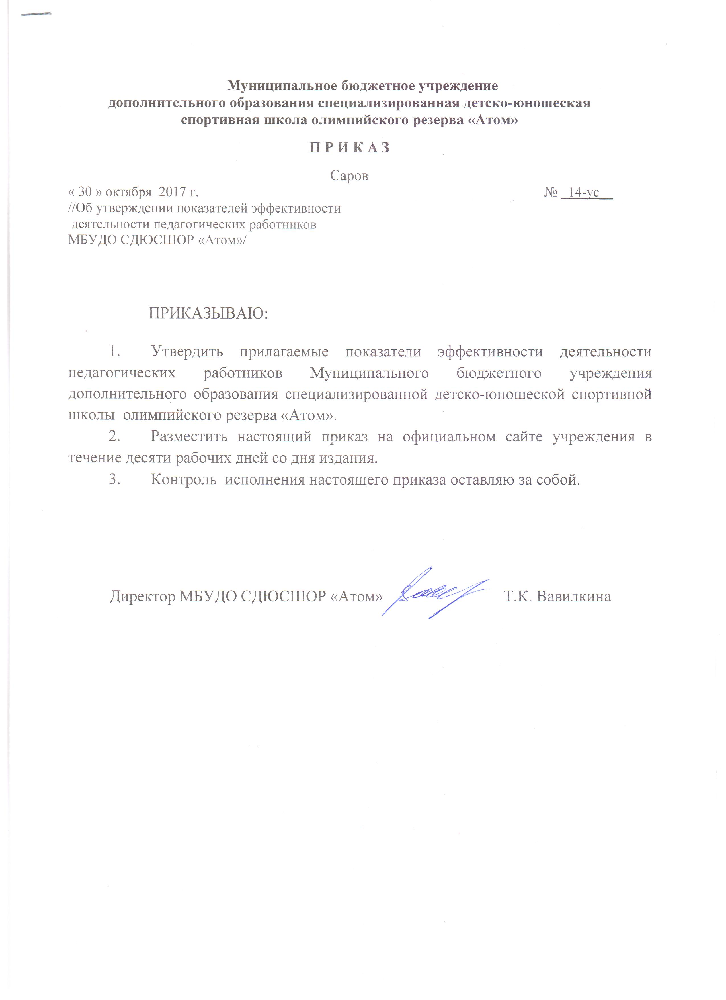 Муниципальное бюджетное учреждение
дополнительного образования специализированная детско-юношеская
спортивная школа олимпийского резерва «Атом»
П Р И К А З
Саров
« 30 » октября 2017 г. № 14-ус
//Об утверждении показателей эффективности
деятельности педагогических работников
МБУДО СДЮСШОР «Атом»/
ПРИКАЗЫВАЮ:
1. Утвердить прилагаемые показатели эффективности деятельности
педагогических работников Муниципального бюджетного учреждения
дополнительного образования специализированной детско-юношеской спортивной
школы олимпийского резерва «Атом».
2. Разместить настоящий приказ на официальном сайте учреждения в
течение десяти рабочих дней со дня издания.
3. Контроль исполнения настоящего приказа оставляю за собой.
Директор МБУДО СДЮСШОР «Атом» Т.К. Вавилкина